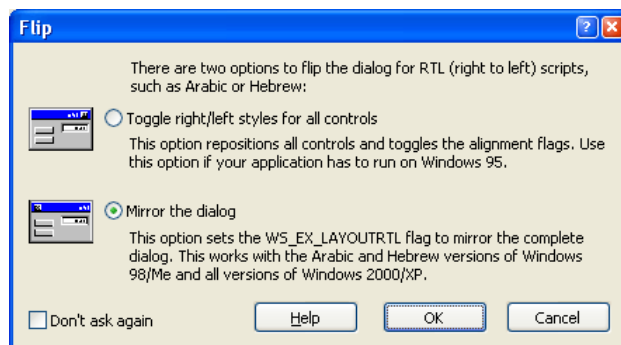 Flip
There are two options to flip the dialog for RTL (right to left) scripts,
such as Arabic or Hebrew:
Toggle right/left styles for all controls
This option repositions all controls and toggles the alignment flags. Use
this option if your application has to run on Windows 95.
Mirror the dialog
This option sets the WS_EX_LAYOUTRTL flag to mirror the complete
dialog. This works with the Arabic and Hebrew versions of Windows
98/Me and all versions of Windows 2000/XP.
Don't ask again
Help
OK
Cancel